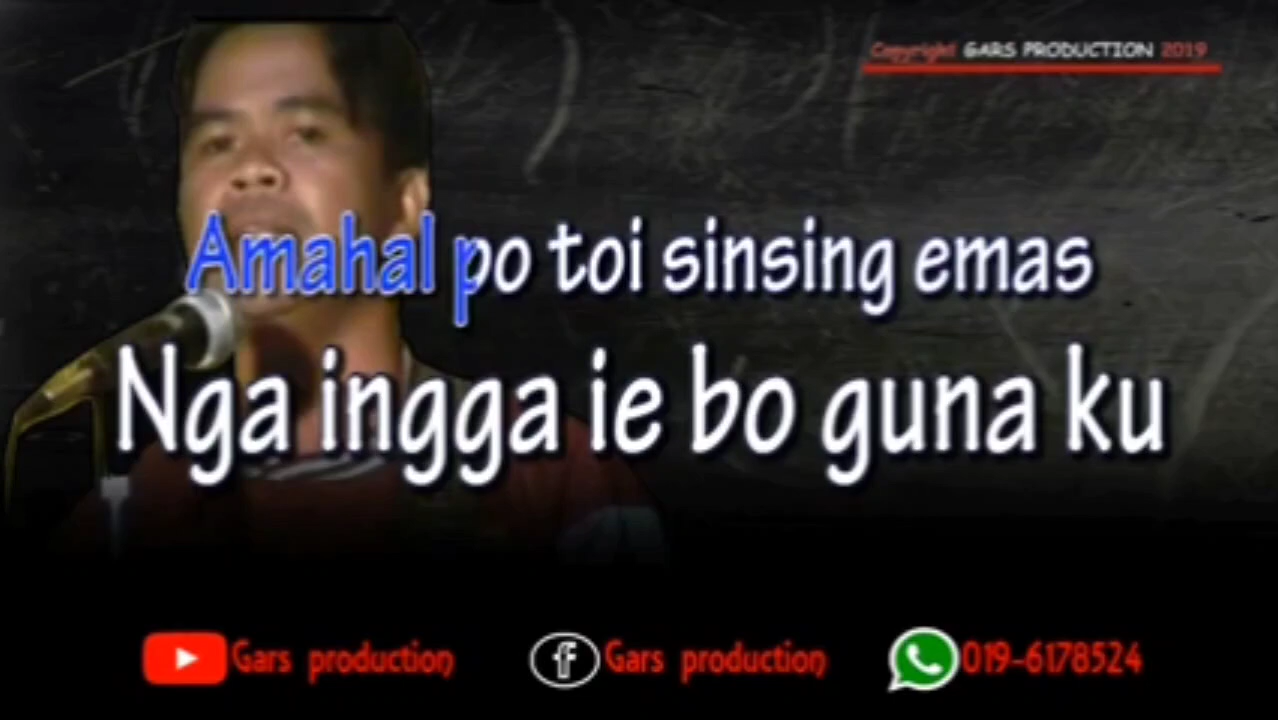 Copyright GARS PRODUCTION 2019
Amahal po toi sinsing emas
Nga ingga ie bo guna ku
Gars production
f Gars production
019-6178524